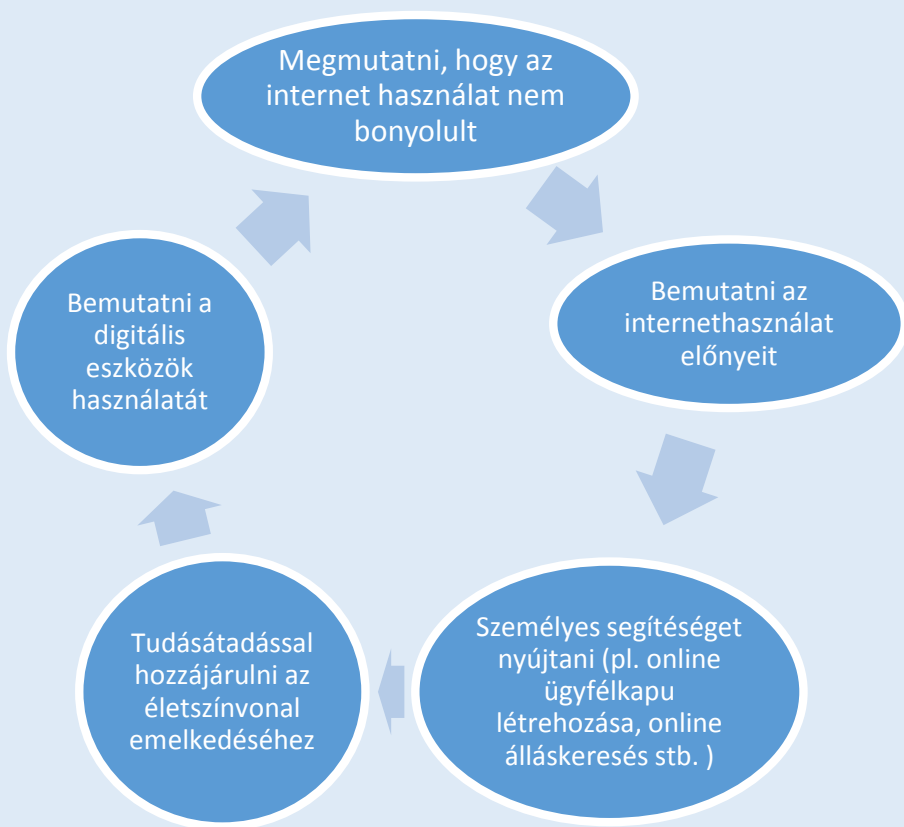 Megmutatni, hogy az
internet használat nem
bonyolult
Bemutatni az
internethasználat
előnyeit
Személyes segítéséget
nyújtani (pl. online
ügyfélkapu
létrehozása, online
álláskeresés stb. )
Tudásátadással
hozzájárulni az
életszínvonal
emelkedéséhez
Bemutatni a
digitális
eszközök
használatát